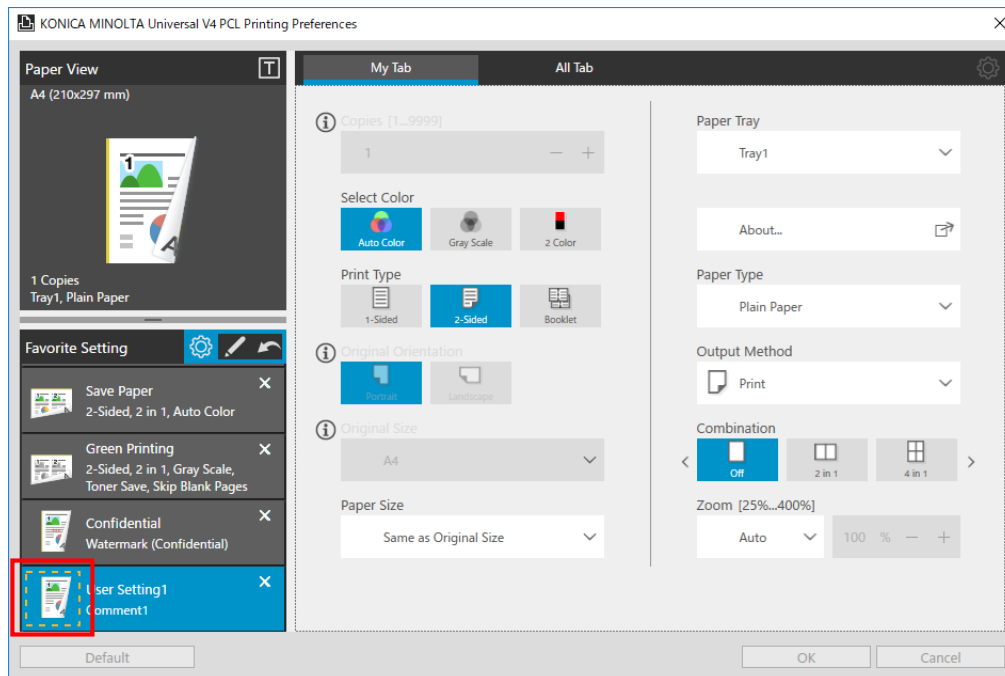 KONICA MINOLTA Universal V4 PCL Printing Preferences
Paper View
T
A4 (210x297 mm)
1
A
1 Copies
Tray1, Plain Paper
Favorite Setting
Save Paper
2-Sided, 2 in 1, Auto Color
Green Printing
2-Sided, 2 in 1, Gray Scale,
Toner Save, Skip Blank Pages
Confidential
Watermark (Confidential)
User Setting1
Comment1
My Tab
All Tab
Copies [1...9999]
1
Select Color
Auto Color
Gray Scale
2 Color
Print Type
1-Sided
2-Sided
Booklet
Original Orientation
Portrait
Landscape
Original Size
A4
Paper Size
Same as Original Size
Paper Tray
Tray1
About...
Paper Type
Plain Paper
Output Method
Print
Combination
Off
2 in 1
4 in 1
Zoom [25%...400%]
Auto
100 %
Default
OK
Cancel